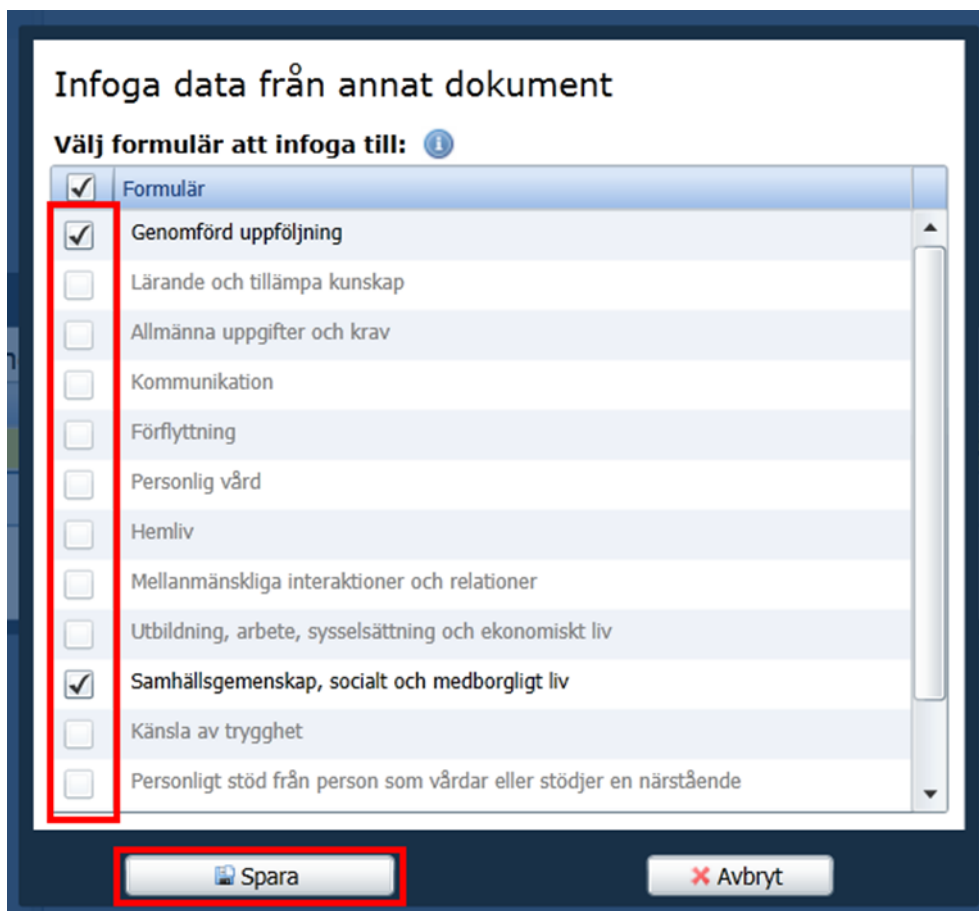 Infoga data från annat dokument
Välj formulär att infoga till:
Formulär
Genomförd uppföljning
Lärande och tillämpa kunskap
Allmänna uppgifter och krav
Kommunikation
Förflyttning
Personlig vård
Hemliv
Mellanmänskliga interaktioner och relationer
Utbildning, arbete, sysselsättning och ekonomiskt liv
Samhällsgemenskap, socialt och medborgligt liv
Känsla av trygghet
Personligt stöd från person som vårdar eller stödjer en närstående
Spara
Avbryt